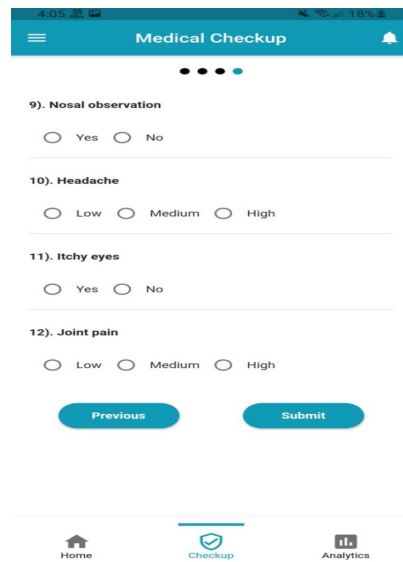 4:05
18%
Medical Checkup
9). Nosal observation
Yes No
10). Headache
Low Medium High
11). Itchy eyes
Yes No
12). Joint pain
Low Medium High
Previous Submit
Home Checkup Analytics